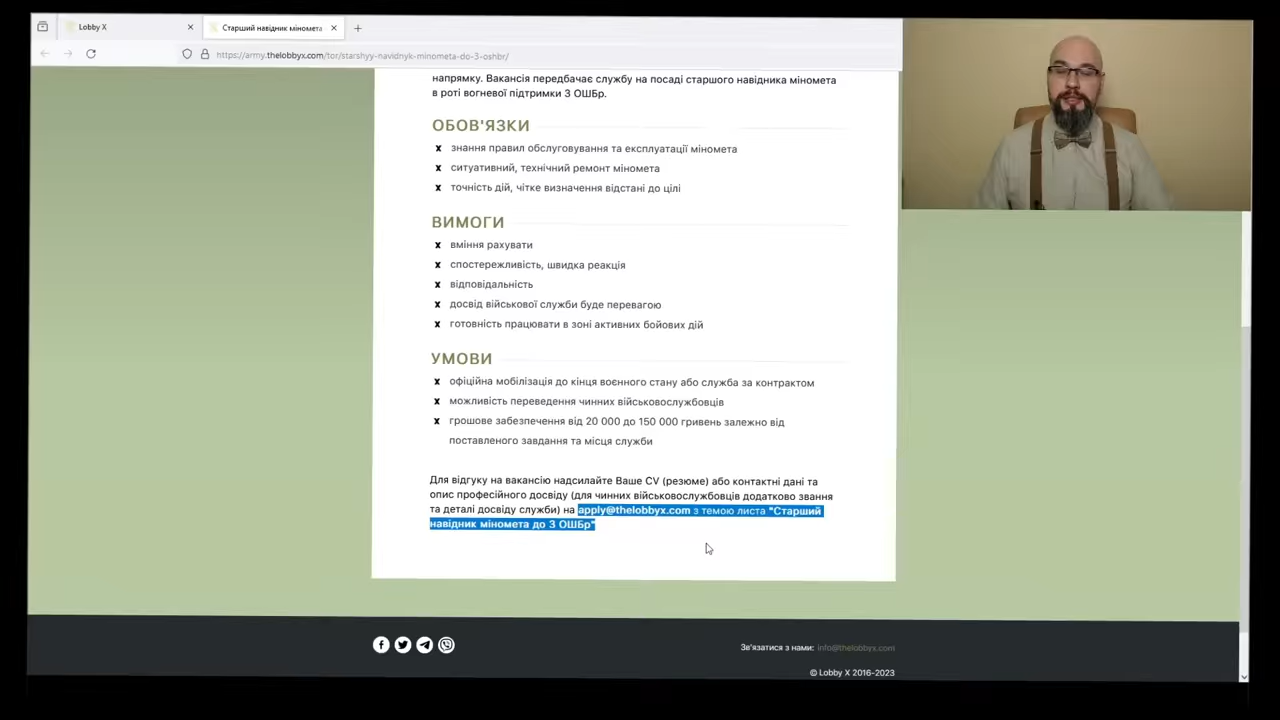 Lobby X
Старший навідник міномета
https://army.thelobbyx.com/tor/starshyy-navidnyk-minometa-do-3-oshbr/
напрямку. Вакансія передбачає службу на посаді старшого навідника міномета
в роті вогневої підтримки 3 ОШБр.
ОБОВ'ЯЗКИ
х знання правил обслуговування та експлуатації міномета
х ситуативний, технічний ремонт міномета
х точність дій, чітке визначення відстані до цілі
ВИМОГИ
х вміння рахувати
х спостережливість, швидка реакція
х відповідальність
х досвід військової служби буде перевагою
х готовність працювати в зоні активних бойових дій
УМОВИ
х офіційна мобілізація до кінця воєнного стану або служба за контрактом
х можливість переведення чинних військовослужбовців
х грошове забезпечення від 20 000 до 150 000 гривень залежно від
поставленого завдання та місця служби
Для відгуку на вакансію надсилайте Ваше CV (резюме) або контактні дані та
опис професійного досвіду (для чинних військовослужбовців додатково звання
та деталі досвіду служби) на apply@thelobbyx.com з темою листа "Старший
навідник міномета до 3 ОШБр"
Зв'язатися з нами: info@thelobbyx.com
© Lobby X 2016-2023